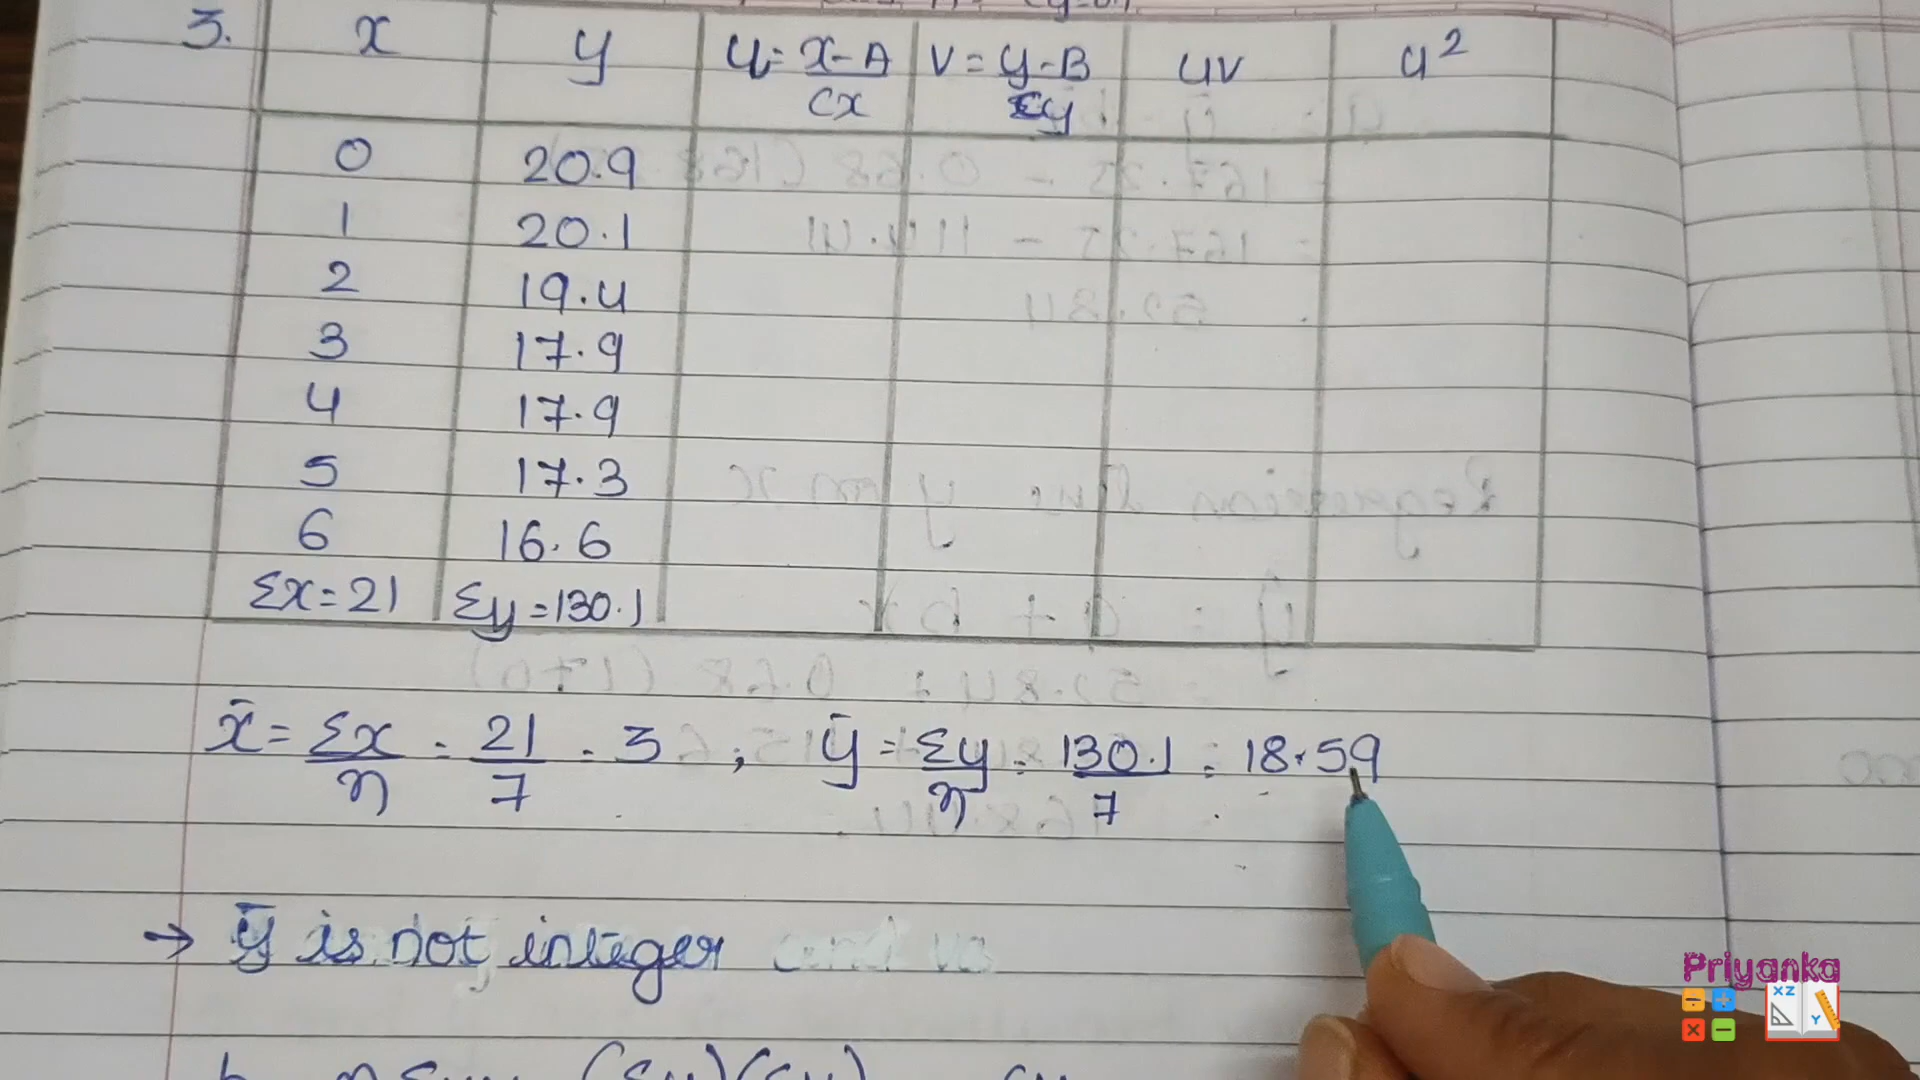 3. x y u = x-A / cx v = y-B / cy uv u²
0 20.9
1 20.1
2 19.4
3 17.9
4 17.9
5 17.3
6 16.6
Σx = 21 Σy = 130.1
x̄ = Σx / n = 21 / 7 = 3 ; ȳ = Σy / n = 130.1 / 7 = 18.59
→ ȳ is not integer
Priyanka
XZ
Y